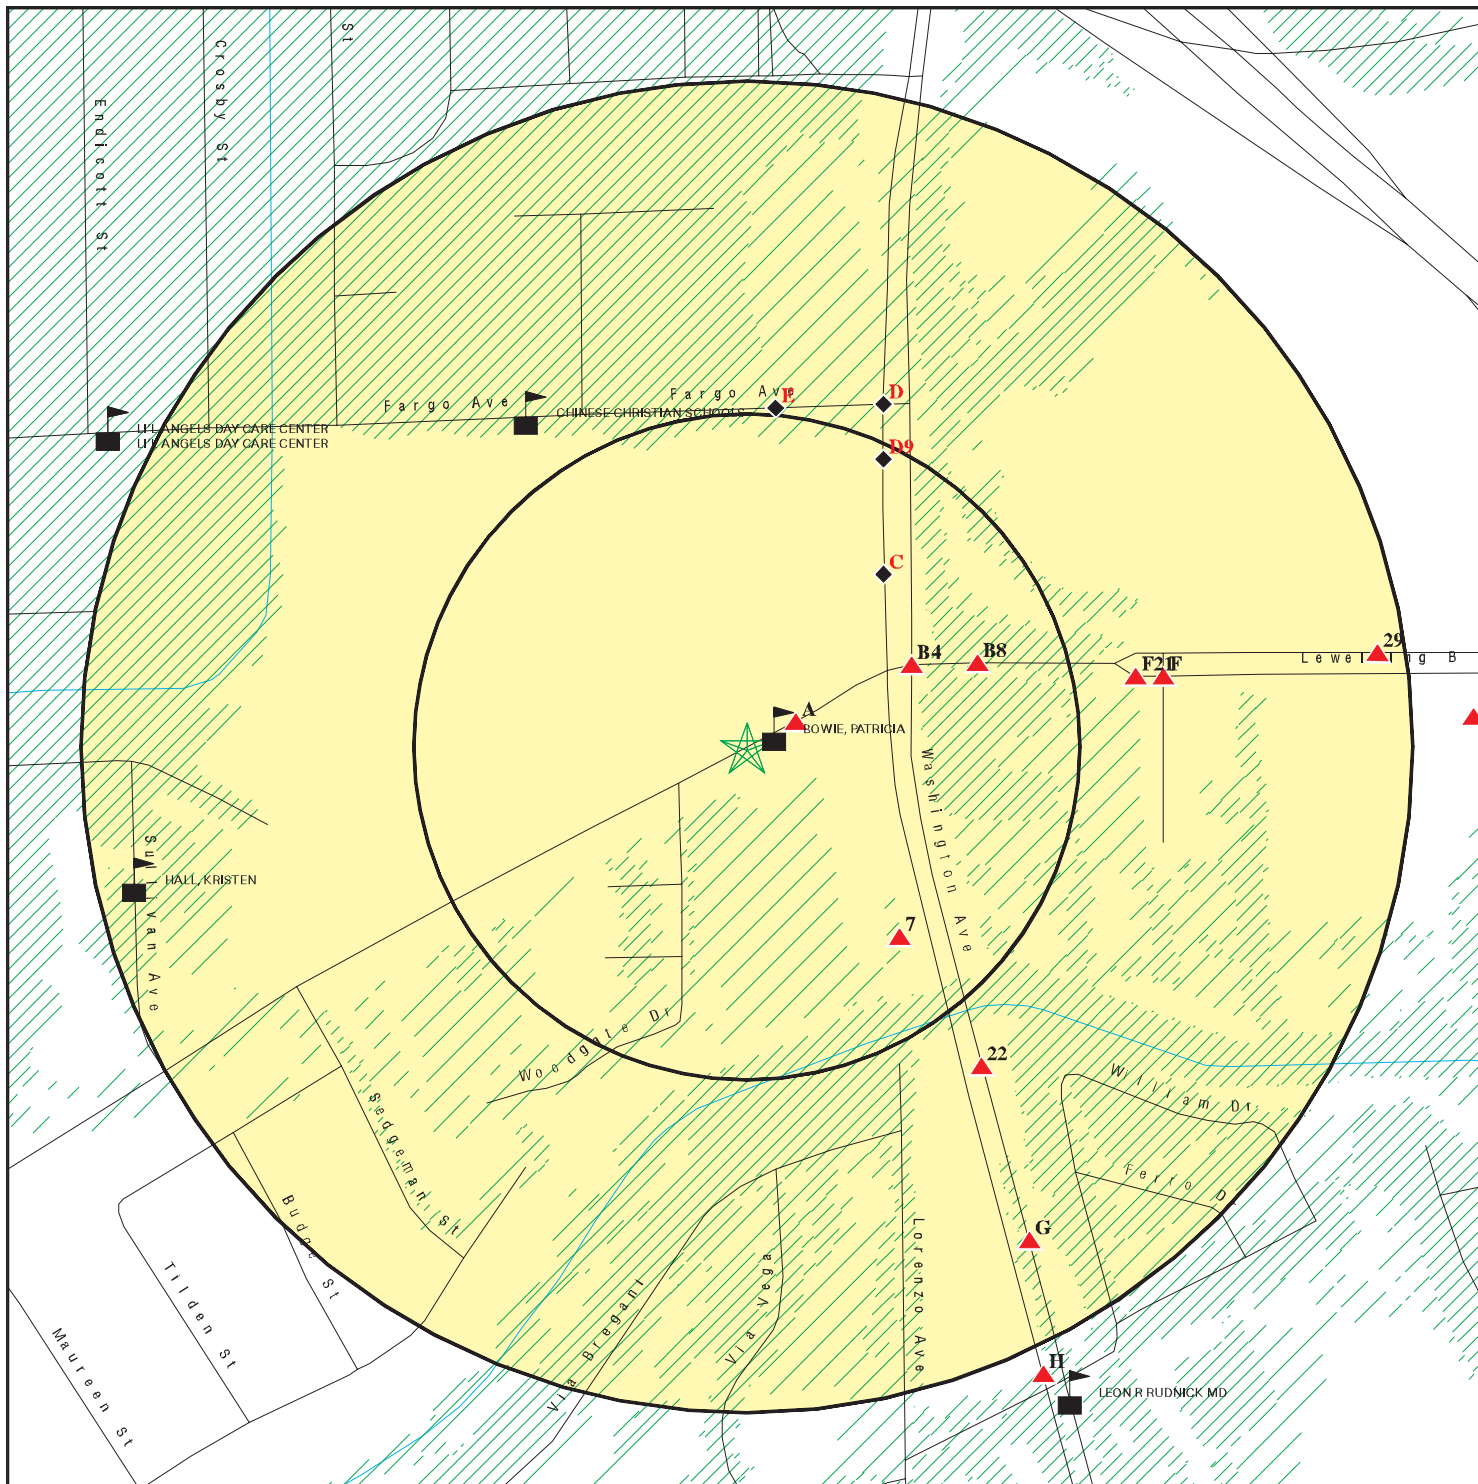 St
Crosby St
Endicott St
Fargo Ave
E
D
Fargo Ave
CHINESE CHRISTIAN SCHOOLS
LI'L ANGELS DAY CARE CENTER
LI'L ANGELS DAY CARE CENTER
D9
C
B4
B8
29
Lewelling B
F21
F
A
BOWIE, PATRICIA
Washington Ave
Sullivan Ave
HALL, KRISTEN
7
Woodgate Dr
22
William Dr
Sedgeman St
Ferro Dr
Budge St
Lorenzo Ave
G
Via Vega
Via Bregani
Tilden St
Maureen St
H
LEON R RUDNICK MD